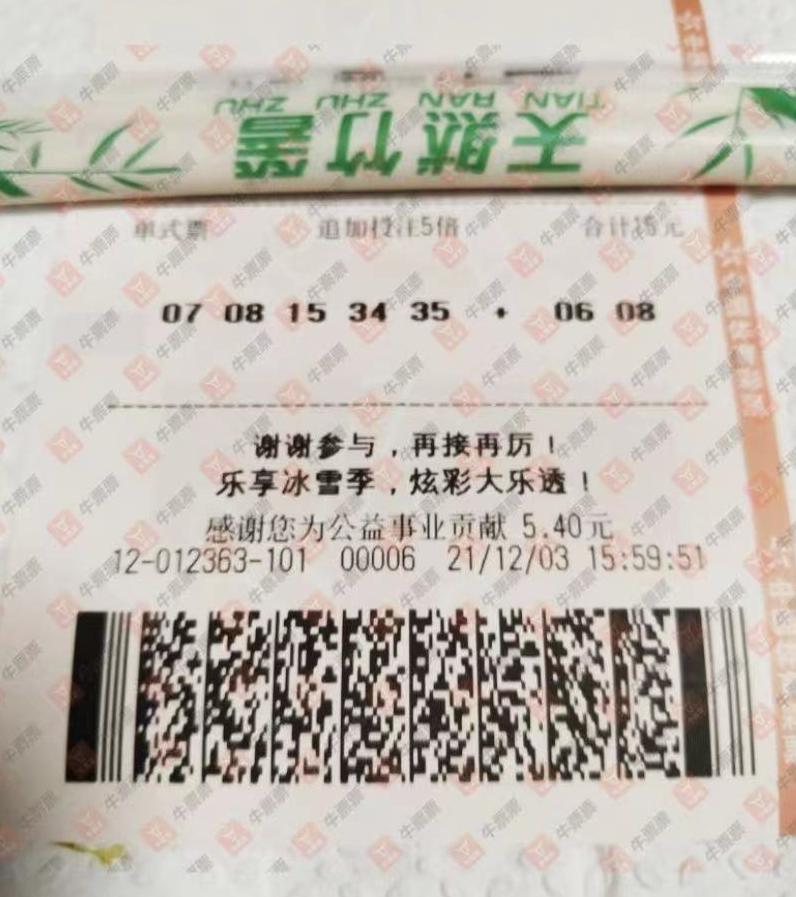 天然竹筷
TIAN RAN ZHU ZHU
单式票 追加投注5倍 合计15元
07 08 15 34 35 + 06 08
谢谢参与，再接再厉！
乐享冰雪季，炫彩大乐透！
感谢您为公益事业贡献 5.40元
12-012363-101 00006 21/12/03 15:59:51
牛票票